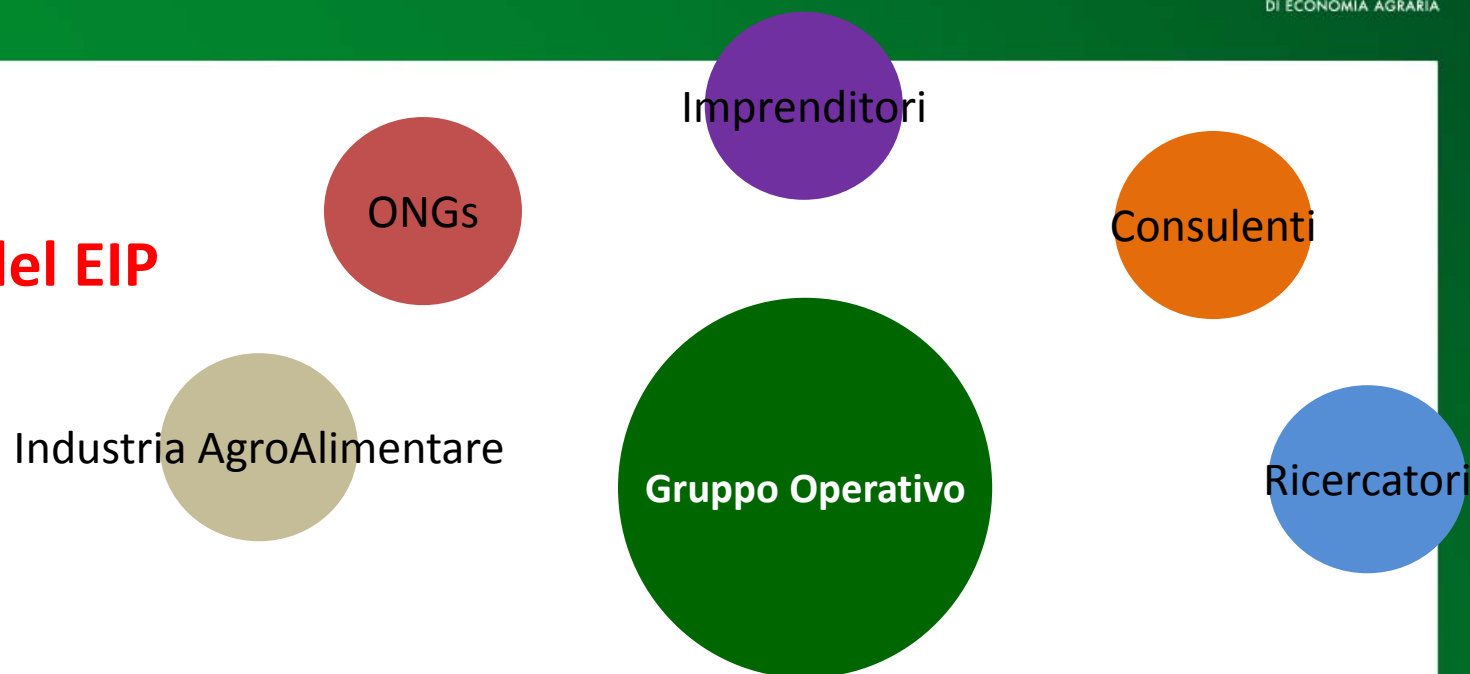 DI ECONOMIA AGRARIA
Imprenditori
ONGs
Consulenti
del EIP
Industria AgroAlimentare
Gruppo Operativo
Ricercatori